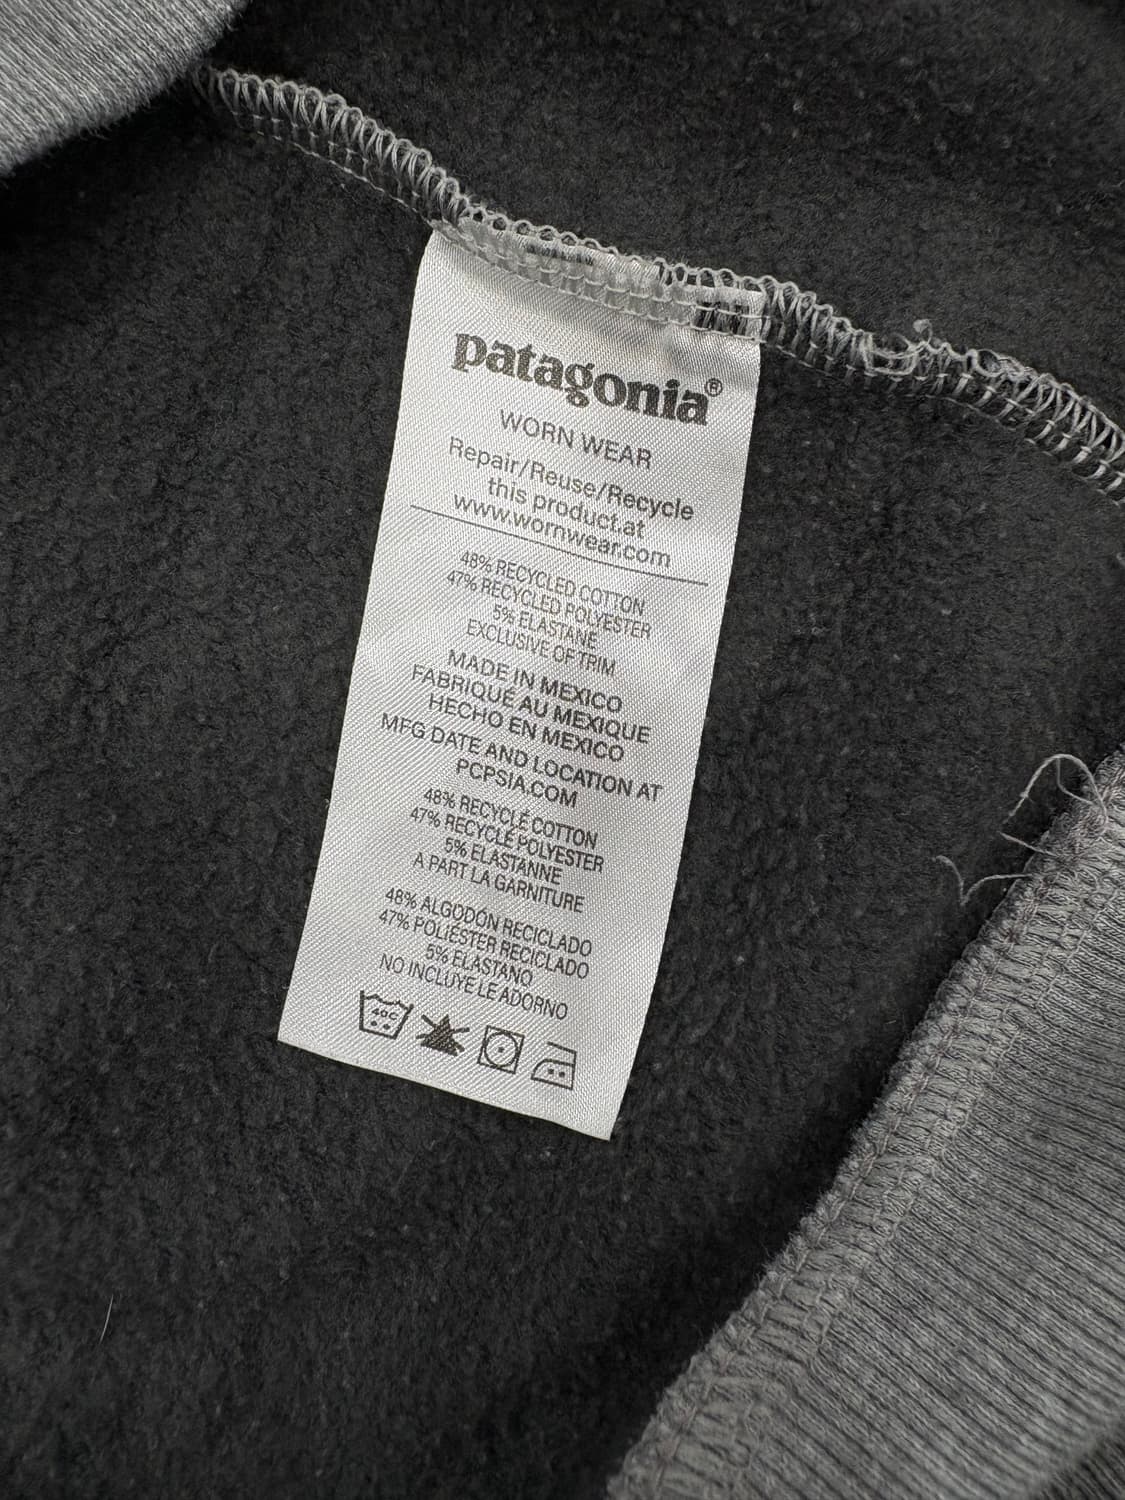 patagonia®
WORN WEAR
Repair/Reuse/Recycle
this product at
www.wornwear.com
48% RECYCLED COTTON
47% RECYCLED POLYESTER
5% ELASTANE
EXCLUSIVE OF TRIM
MADE IN MEXICO
FABRIQUÉ AU MEXIQUE
HECHO EN MEXICO
MFG DATE AND LOCATION AT
PCPSIA.COM
48% RECYCLÉ COTTON
47% RECYCLÉ POLYESTER
5% ELASTANNE
A PART LA GARNITURE
48% ALGODÓN RECICLADO
47% POLIÉSTER RECICLADO
5% ELASTANO
NO INCLUYE LE ADORNO
40C